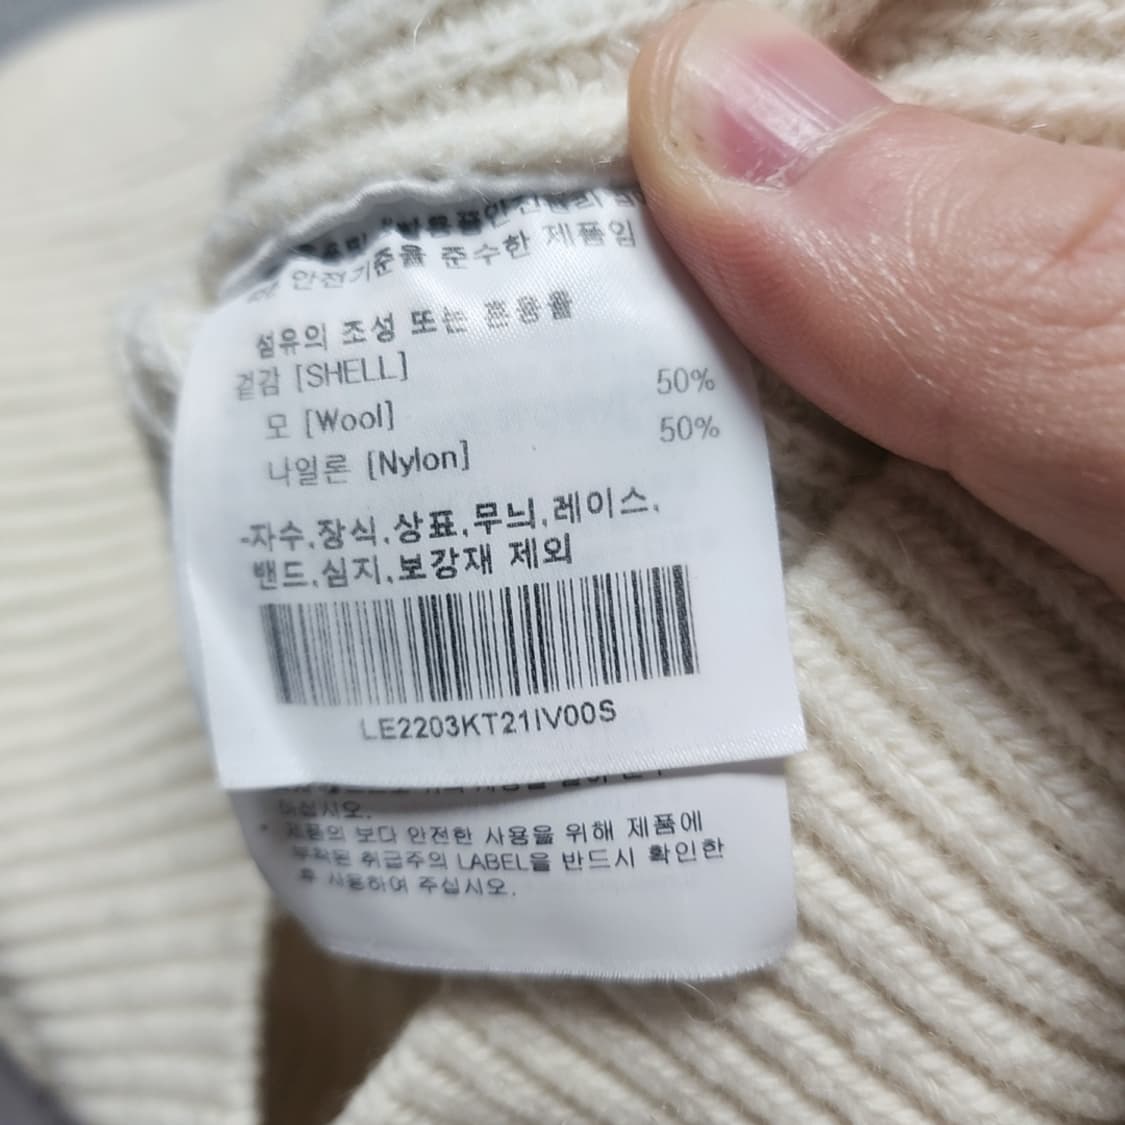 안전기준을 준수한 제품임
섬유의 조성 또는 혼용율
겉감 [SHELL]
모 [Wool] 50%
나일론 [Nylon] 50%
-자수,장식,상표,무늬,레이스,
밴드,심지,보강재 제외
LE2203KT21IV00S
하십시오.
• 제품의 보다 안전한 사용을 위해 제품에
부착된 취급주의 LABEL을 반드시 확인한
후 사용하여 주십시오.